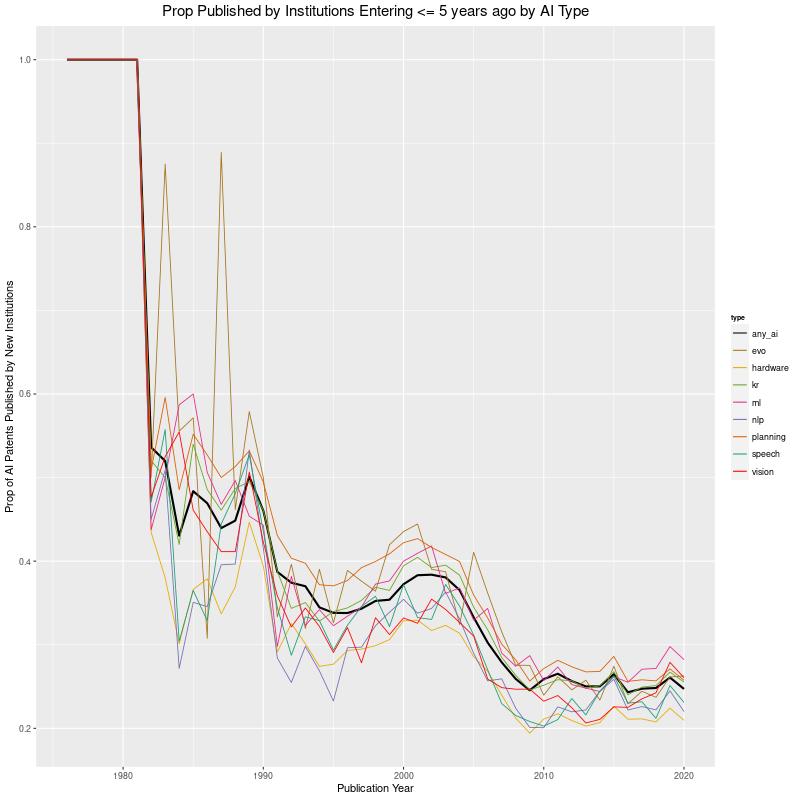 Prop Published by Institutions Entering <= 5 years ago by AI Type
Prop of AI Patents Published by New Institutions
1.0
0.8
0.6
0.4
0.2
1980
1990
2000
2010
2020
Publication Year
type
any_ai
evo
hardware
kr
ml
nlp
planning
speech
vision